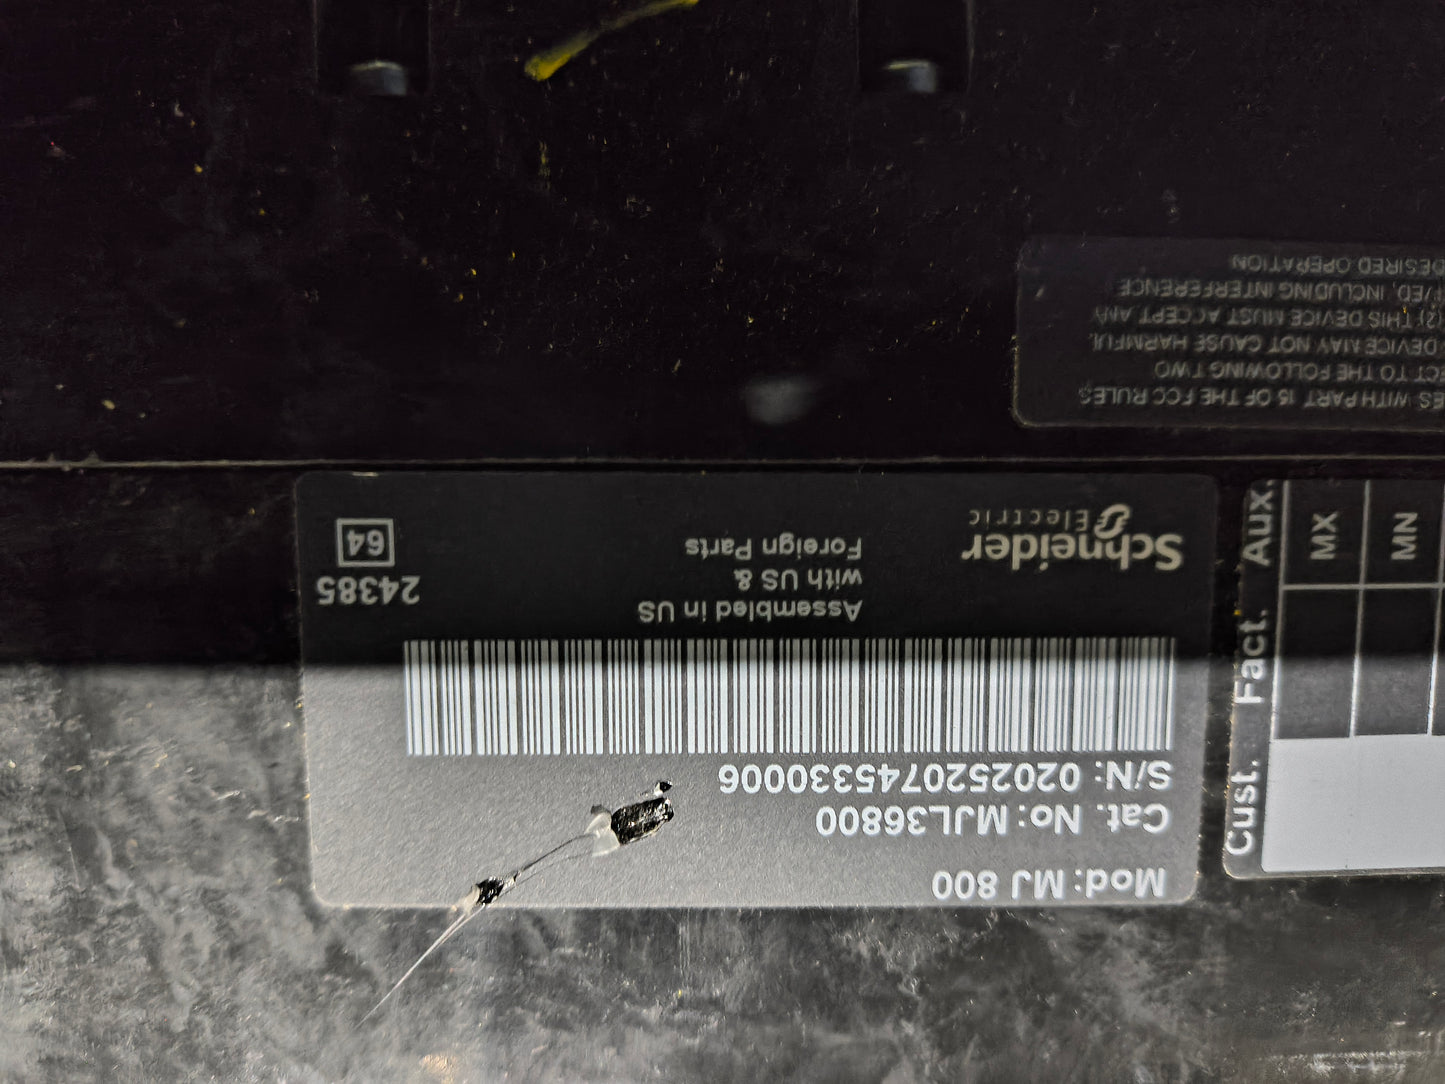 Mod: MJ 800
Cat. No: MJL36800
S/N: 0202520745330006
Schneider
Electric
Assembled in US
with US &
Foreign Parts
24385
64
Cust. Fact. Aux.
MX
MN
ES WITH PART 15 OF THE FCC RULES
ECT TO THE FOLLOWING TWO
DEVICE MAY NOT CAUSE HARMFUL
(2) THIS DEVICE MUST ACCEPT ANY
VED, INCLUDING INTERFERENCE
DESIRED OPERATION